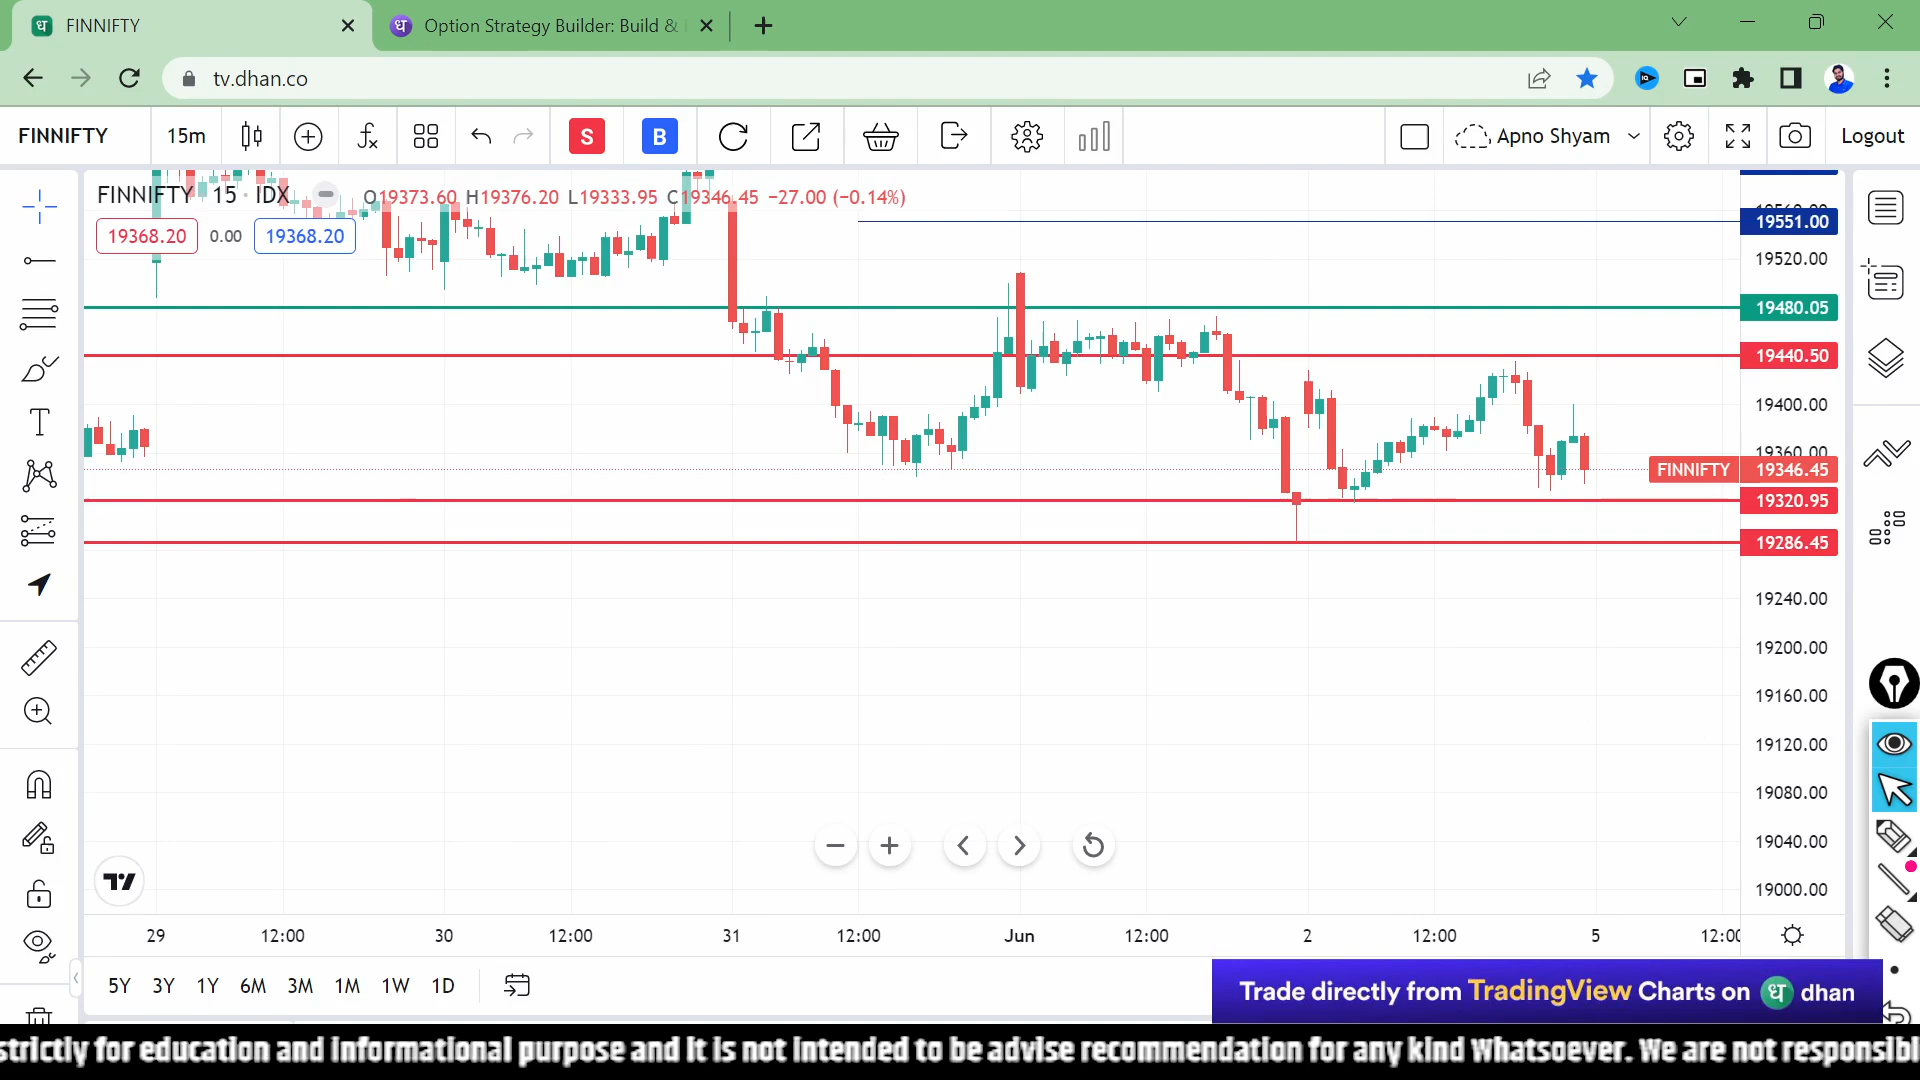 ध FINNIFTY
ध Option Strategy Builder: Build &
tv.dhan.co
FINNIFTY 15m S B Apno Shyam Logout
FINNIFTY · 15 · IDX O19373.60 H19376.20 L19333.95 C19346.45 −27.00 (−0.14%)
19368.20 0.00 19368.20
19551.00
19520.00
19480.05
19440.50
19400.00
19360.00
FINNIFTY 19346.45
19320.95
19286.45
19240.00
19200.00
19160.00
19120.00
19080.00
19040.00
19000.00
29 12:00 30 12:00 31 12:00 Jun 12:00 2 12:00 5 12:00
5Y 3Y 1Y 6M 3M 1M 1W 1D
Trade directly from TradingView Charts on ध dhan
strictly for education and informational purpose and it is not intended to be advise recommendation for any kind Whatsoever. We are not responsibl